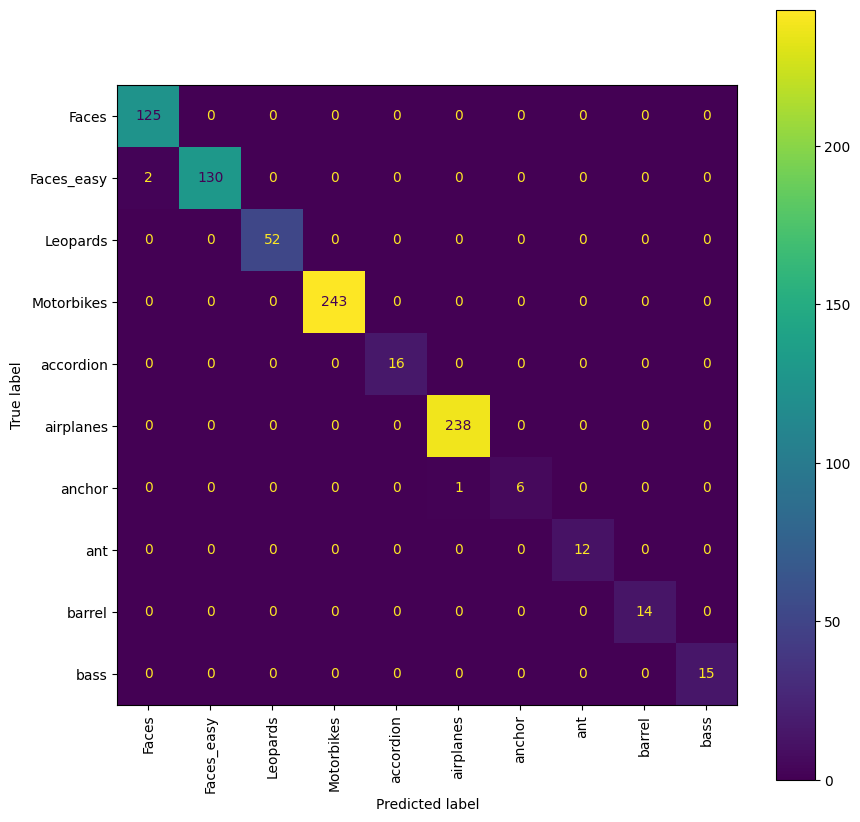 Faces 125 0 0 0 0 0 0 0 0 0
Faces_easy 2 130 0 0 0 0 0 0 0 0
Leopards 0 0 52 0 0 0 0 0 0 0
Motorbikes 0 0 0 243 0 0 0 0 0 0
accordion 0 0 0 0 16 0 0 0 0 0
airplanes 0 0 0 0 0 238 0 0 0 0
anchor 0 0 0 0 0 1 6 0 0 0
ant 0 0 0 0 0 0 0 12 0 0
barrel 0 0 0 0 0 0 0 0 14 0
bass 0 0 0 0 0 0 0 0 0 15
Faces Faces_easy Leopards Motorbikes accordion airplanes anchor ant barrel bass
Predicted label
True label
200
150
100
50
0